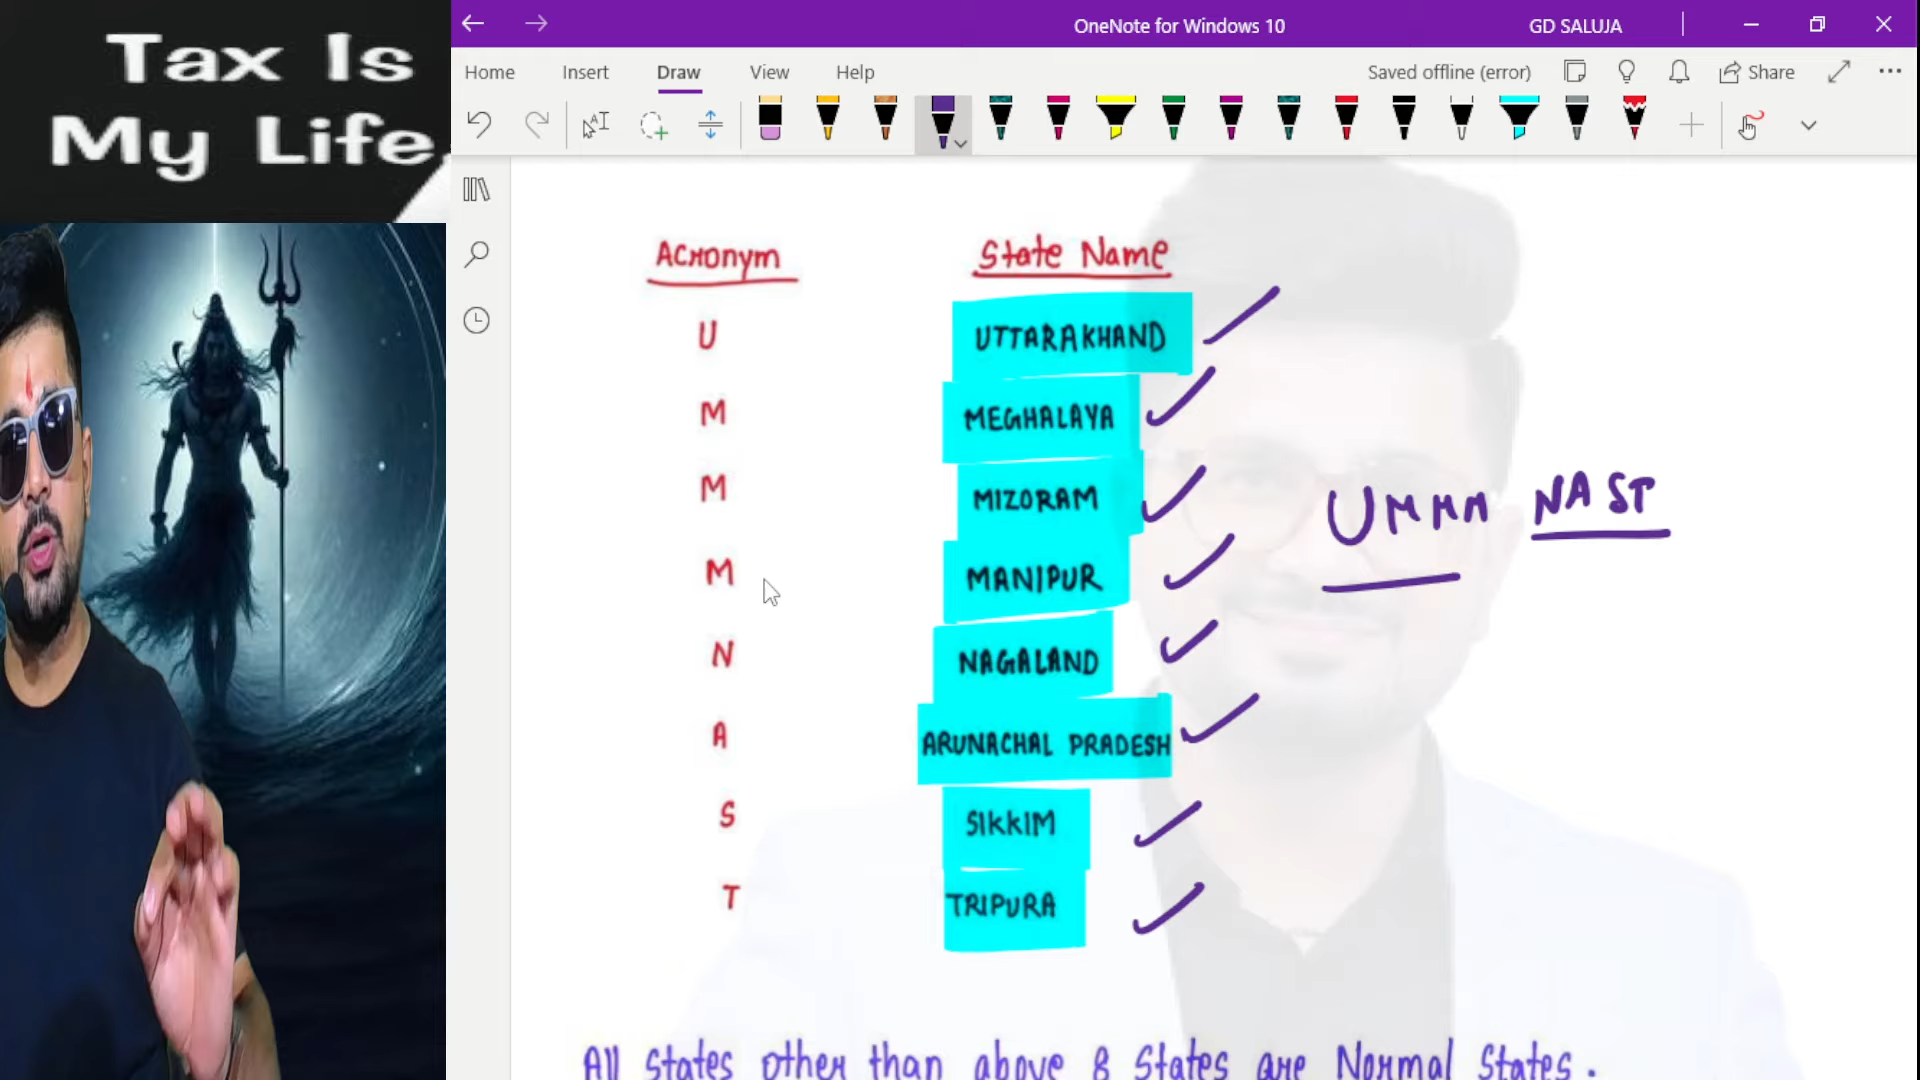 Tax Is
My Life
OneNote for Windows 10
GD SALUJA
Home Insert Draw View Help
Saved offline (error)
Share
Acronym State Name
U UTTARAKHAND
M MEGHALAYA
M MIZORAM
M MANIPUR
N NAGALAND
A ARUNACHAL PRADESH
S SIKKIM
T TRIPURA
UMMM NAST
All States other than above 8 States are Normal States.